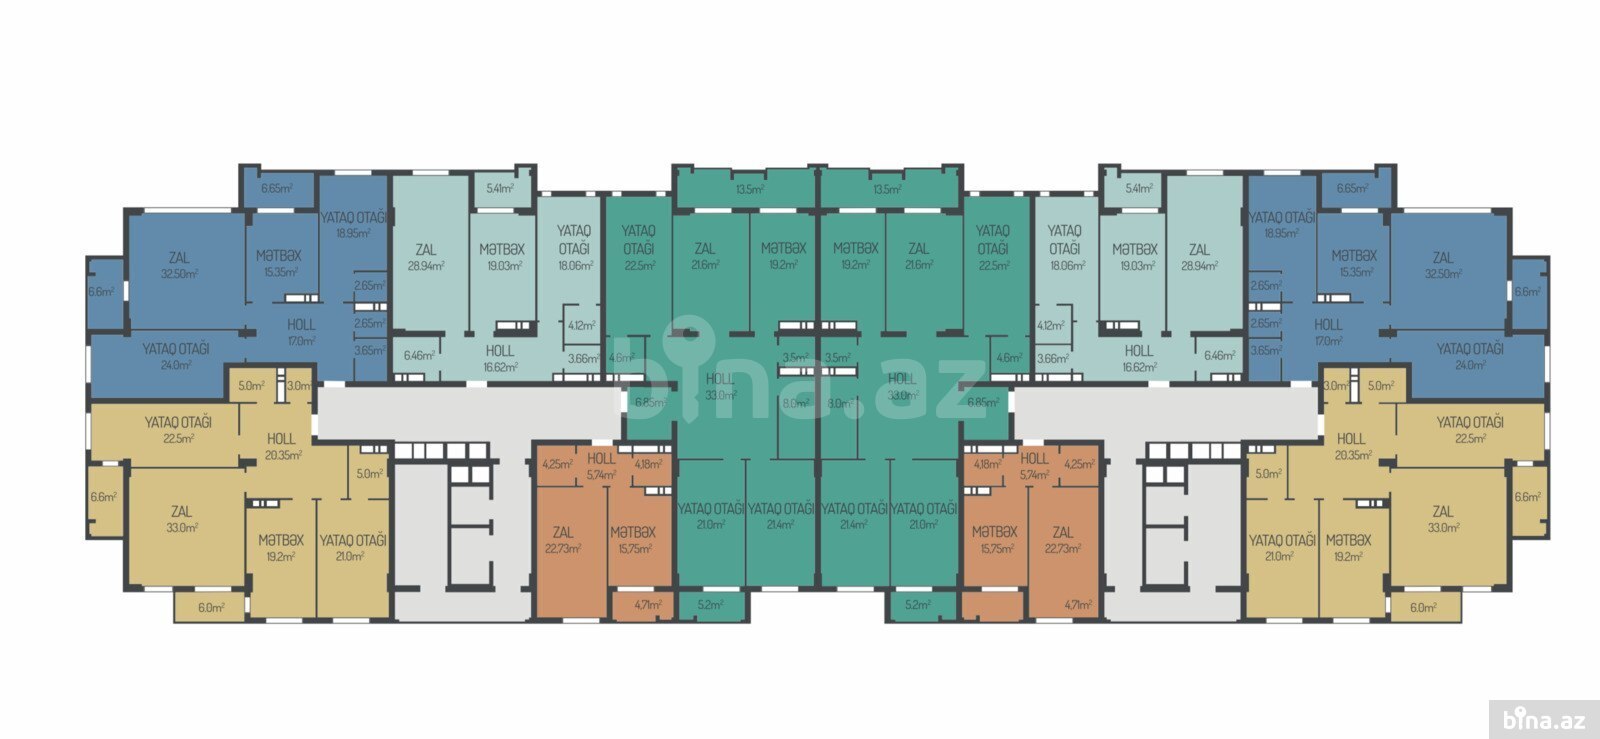 6.65m²
5.41m²
13.5m²
13.5m²
5.41m²
6.65m²
YATAQ OTAĞI
18.95m²
YATAQ
OTAĞI
18.06m²
YATAQ
OTAĞI
22.5m²
YATAQ
OTAĞI
22.5m²
YATAQ
OTAĞI
18.06m²
YATAQ OTAĞI
18.95m²
ZAL
32.50m²
MƏTBƏX
15.35m²
ZAL
28.94m²
MƏTBƏX
19.03m²
ZAL
21.6m²
MƏTBƏX
19.2m²
MƏTBƏX
19.2m²
ZAL
21.6m²
MƏTBƏX
19.03m²
ZAL
28.94m²
MƏTBƏX
15.35m²
ZAL
32.50m²
6.6m²
2.65m²
2.65m²
6.6m²
2.65m²
4.12m²
4.12m²
2.65m²
HOLL
17.0m²
HOLL
17.0m²
YATAQ OTAĞI
24.0m²
3.65m²
6.46m²
HOLL
16.62m²
3.66m²
4.6m²
3.5m²
3.5m²
4.6m²
3.66m²
HOLL
16.62m²
6.46m²
3.65m²
YATAQ OTAĞI
24.0m²
5.0m²
3.0m²
HOLL
33.0m²
HOLL
33.0m²
3.0m²
5.0m²
6.85m²
8.0m²
8.0m²
6.85m²
bina.az
YATAQ OTAĞI
22.5m²
HOLL
20.35m²
HOLL
20.35m²
YATAQ OTAĞI
22.5m²
5.0m²
4.25m²
HOLL
5,74m²
4.18m²
4.18m²
HOLL
5,74m²
4.25m²
5.0m²
6.6m²
6.6m²
ZAL
33.0m²
YATAQ OTAĞI
21.0m²
YATAQ OTAĞI
21.4m²
YATAQ OTAĞI
21.4m²
YATAQ OTAĞI
21.0m²
ZAL
33.0m²
MƏTBƏX
19.2m²
YATAQ OTAĞI
21.0m²
ZAL
22,73m²
MƏTBƏX
15,75m²
MƏTBƏX
15,75m²
ZAL
22,73m²
YATAQ OTAĞI
21.0m²
MƏTBƏX
19.2m²
6.0m²
4,71m²
5.2m²
5.2m²
4,71m²
6.0m²
bina.az